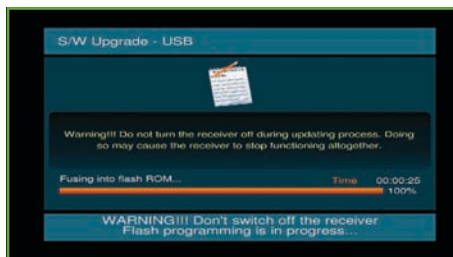 S/W Upgrade - USB
Warning!!! Do not turn the receiver off during updating process. Doing
so may cause the receiver to stop functioning altogether.
Fusing into flash ROM... Time 00:00:25
100%
WARNING!!! Don't switch off the receiver
Flash programming is in progress...